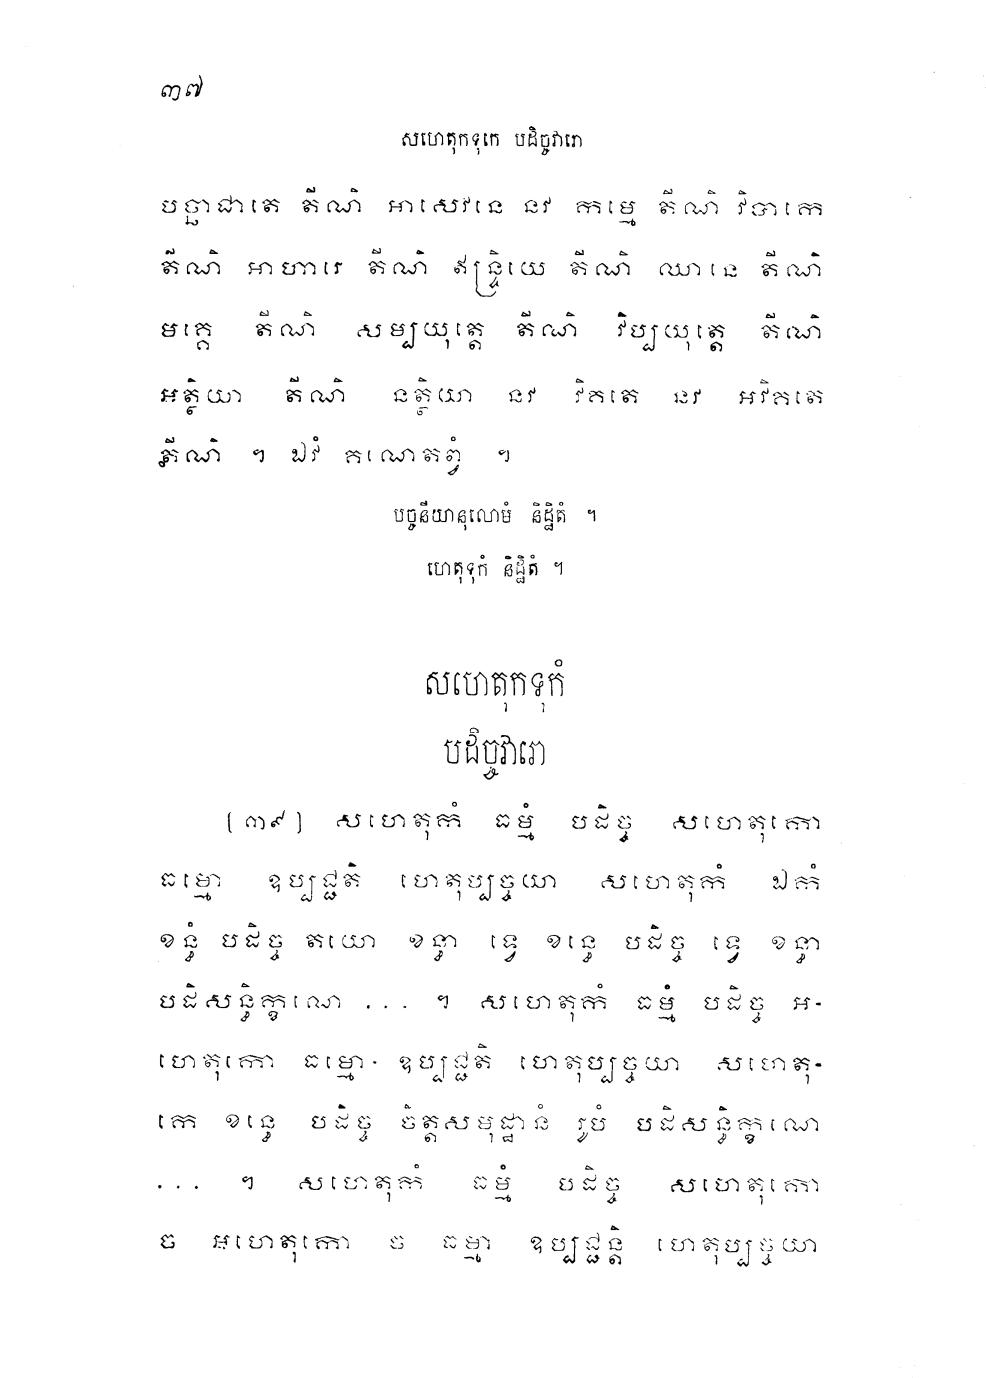 ៣៧
សហេតុកទុកេ បដិច្ចវារោ
បច្ឆាជាតេ តីណិ អាសេវនេ នវ កម្មេ តីណិ វិបាកេ
តីណិ អាហារេ តីណិ ឥន្ទ្រិយេ តីណិ ឈានេ តីណិ
មគ្គេ តីណិ សម្បយុត្តេ តីណិ វិប្បយុត្តេ តីណិ
អត្ថិយា តីណិ នត្ថិយា នវ វិគតេ នវ អវិគតេ
តីណិ ។ ឯវំ គណេតព្វំ ។
បច្ចនីយានុលោមំ និដ្ឋិតំ ។
ហេតុទុកំ និដ្ឋិតំ ។
សហេតុកទុកំ
បដិច្ចវារោ
[៣៩] សហេតុកំ ធម្មំ បដិច្ច សហេតុកោ
ធម្មោ ឧប្បជ្ជតិ ហេតុប្បច្ចយា សហេតុកំ ឯកំ
ខន្ធំ បដិច្ច តយោ ខន្ធា ទ្វេ ខន្ធេ បដិច្ច ទ្វេ ខន្ធា
បដិសន្ធិក្ខណេ ... ។ សហេតុកំ ធម្មំ បដិច្ច អ-
ហេតុកោ ធម្មោ ឧប្បជ្ជតិ ហេតុប្បច្ចយា សហេតុ-
កេ ខន្ធេ បដិច្ច ចិត្តសមុដ្ឋានំ រូបំ បដិសន្ធិក្ខណេ
... ។ សហេតុកំ ធម្មំ បដិច្ច សហេតុកោ
ច អហេតុកោ ច ធម្មា ឧប្បជ្ជន្តិ ហេតុប្បច្ចយា